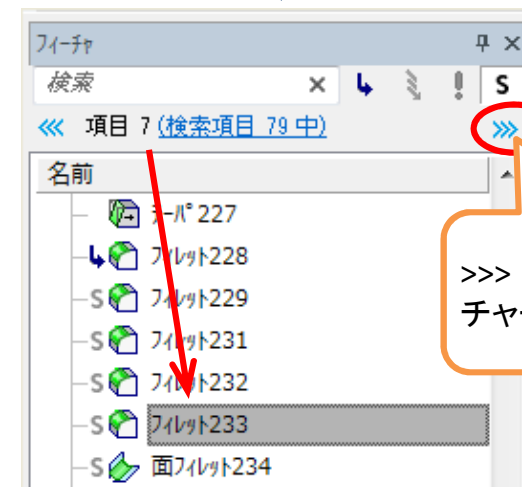 フィーチャ
検索 S
項目 7 (検索項目 79 中)
名前
テーパ 227
フィレット228
S フィレット229
S フィレット231
S フィレット232
S フィレット233
S 面フィレット234
>>>
チャ